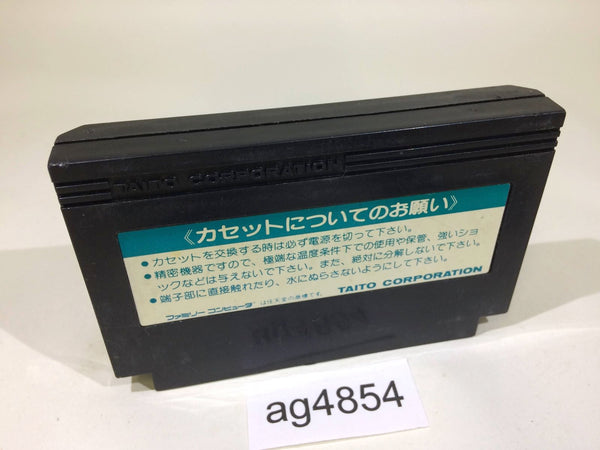 TAITO CORPORATION
《カセットについてのお願い》
●カセットを交換する時は必ず電源を切って下さい。
●精密機器ですので、極端な温度条件下での使用や保管、強いショ
ックなどは与えないで下さい。また、絶対に分解しないで下さい。
●端子部に直接触れたり、水にぬらさないようにして下さい。
ファミリーコンピュータは任天堂の商標です。
TAITO CORPORATION
ag4854